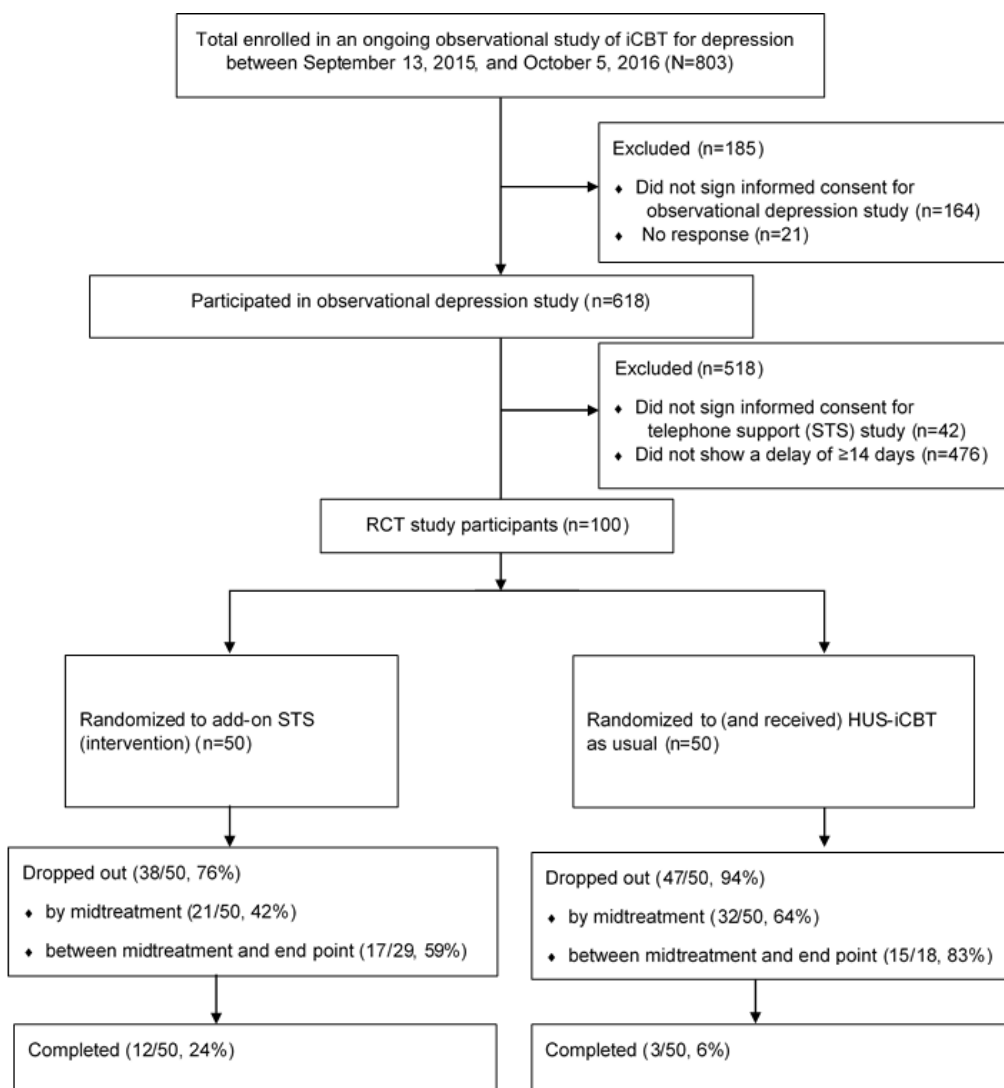 Total enrolled in an ongoing observational study of iCBT for depression
between September 13, 2015, and October 5, 2016 (N=803)
Excluded (n=185)
♦ Did not sign informed consent for
observational depression study (n=164)
♦ No response (n=21)
Participated in observational depression study (n=618)
Excluded (n=518)
♦ Did not sign informed consent for
telephone support (STS) study (n=42)
♦ Did not show a delay of ≥14 days (n=476)
RCT study participants (n=100)
Randomized to add-on STS
(intervention) (n=50)
Randomized to (and received) HUS-iCBT
as usual (n=50)
Dropped out (38/50, 76%)
♦ by midtreatment (21/50, 42%)
♦ between midtreatment and end point (17/29, 59%)
Dropped out (47/50, 94%)
♦ by midtreatment (32/50, 64%)
♦ between midtreatment and end point (15/18, 83%)
Completed (12/50, 24%)
Completed (3/50, 6%)